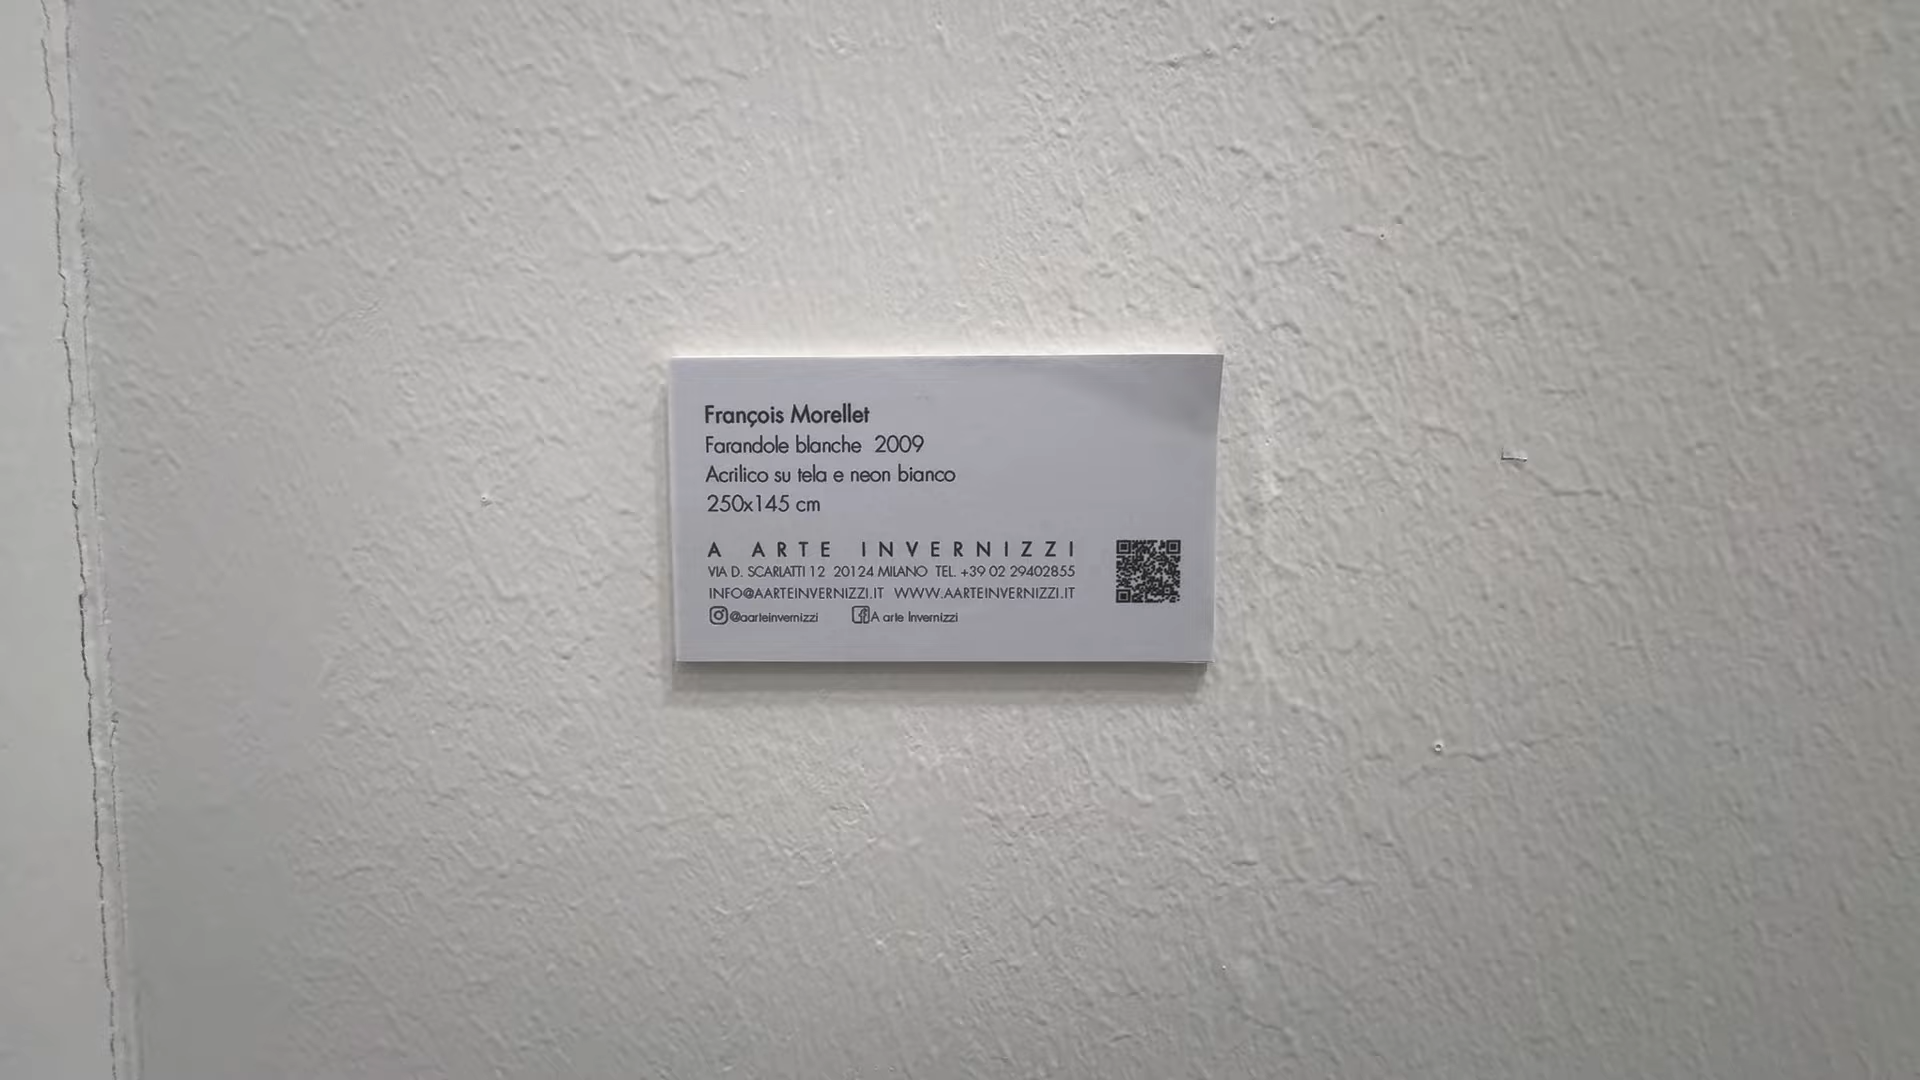 François Morellet
Farandole blanche 2009
Acrilico su tela e neon bianco
250x145 cm
A ARTE INVERNIZZI
VIA D. SCARLATTI 12 20124 MILANO TEL. +39 02 29402855
INFO@AARTEINVERNIZZI.IT WWW.AARTEINVERNIZZI.IT
@aarteinvernizzi A arte Invernizzi